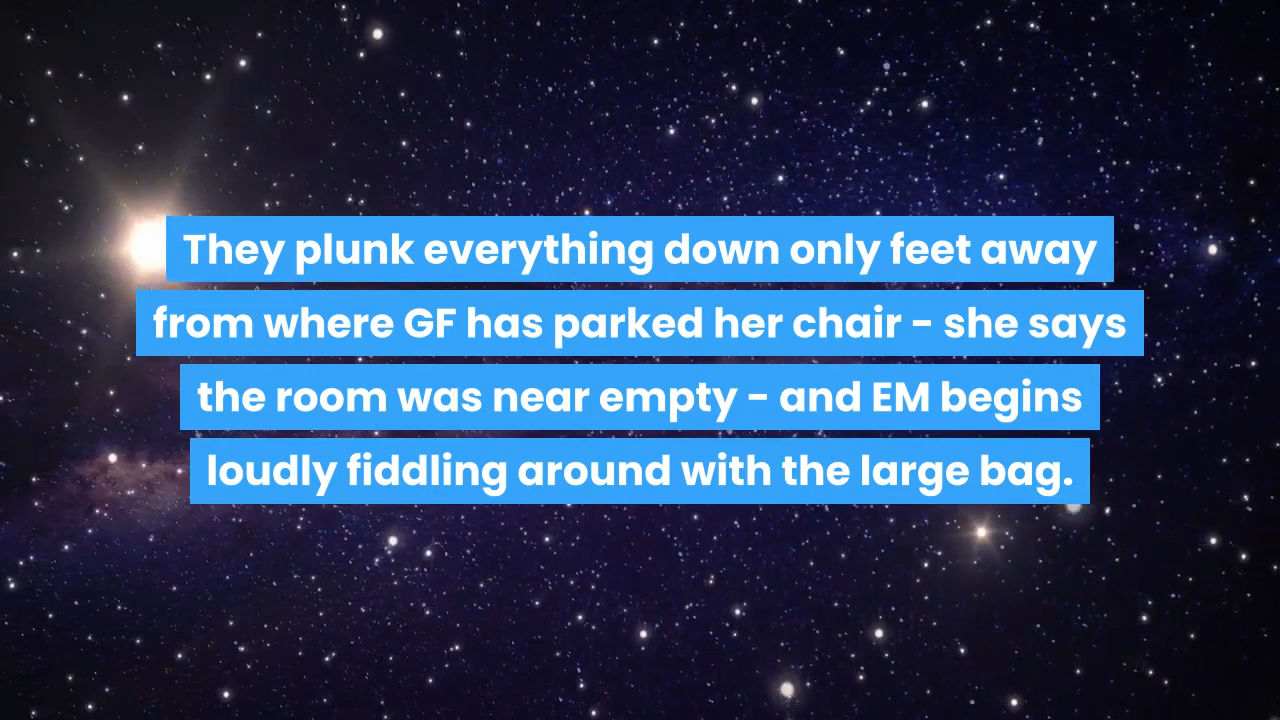 They plunk everything down only feet away
from where GF has parked her chair - she says
the room was near empty - and EM begins
loudly fiddling around with the large bag.